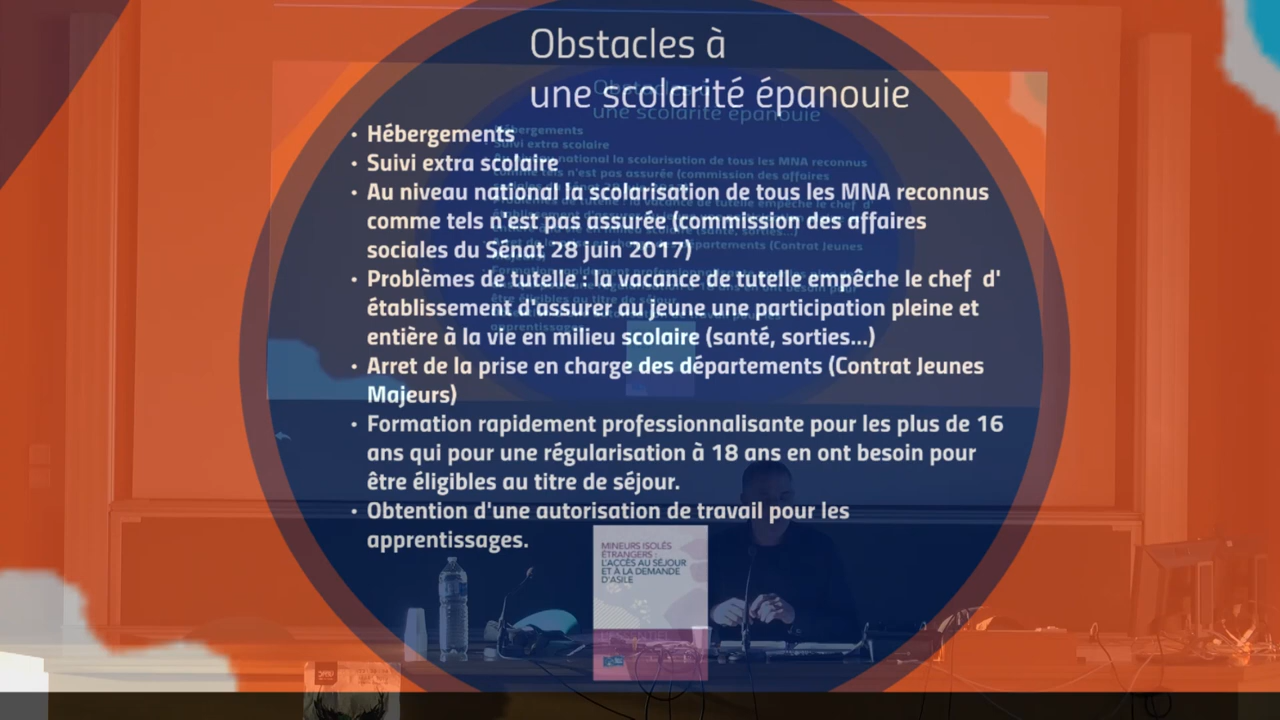 Obstacles à
une scolarité épanouie
• Hébergements
• Suivi extra scolaire
• Au niveau national la scolarisation de tous les MNA reconnus
comme tels n'est pas assurée (commission des affaires
sociales du Sénat 28 juin 2017)
• Problèmes de tutelle : la vacance de tutelle empêche le chef d'
établissement d'assurer au jeune une participation pleine et
entière à la vie en milieu scolaire (santé, sorties...)
• Arret de la prise en charge des départements (Contrat Jeunes
Majeurs)
• Formation rapidement professionnalisante pour les plus de 16
ans qui pour une régularisation à 18 ans en ont besoin pour
être éligibles au titre de séjour.
• Obtention d'une autorisation de travail pour les
apprentissages.
MINEURS ISOLÉS
ÉTRANGERS :
L'ACCÈS AU SÉJOUR
ET À LA DEMANDE
D'ASILE